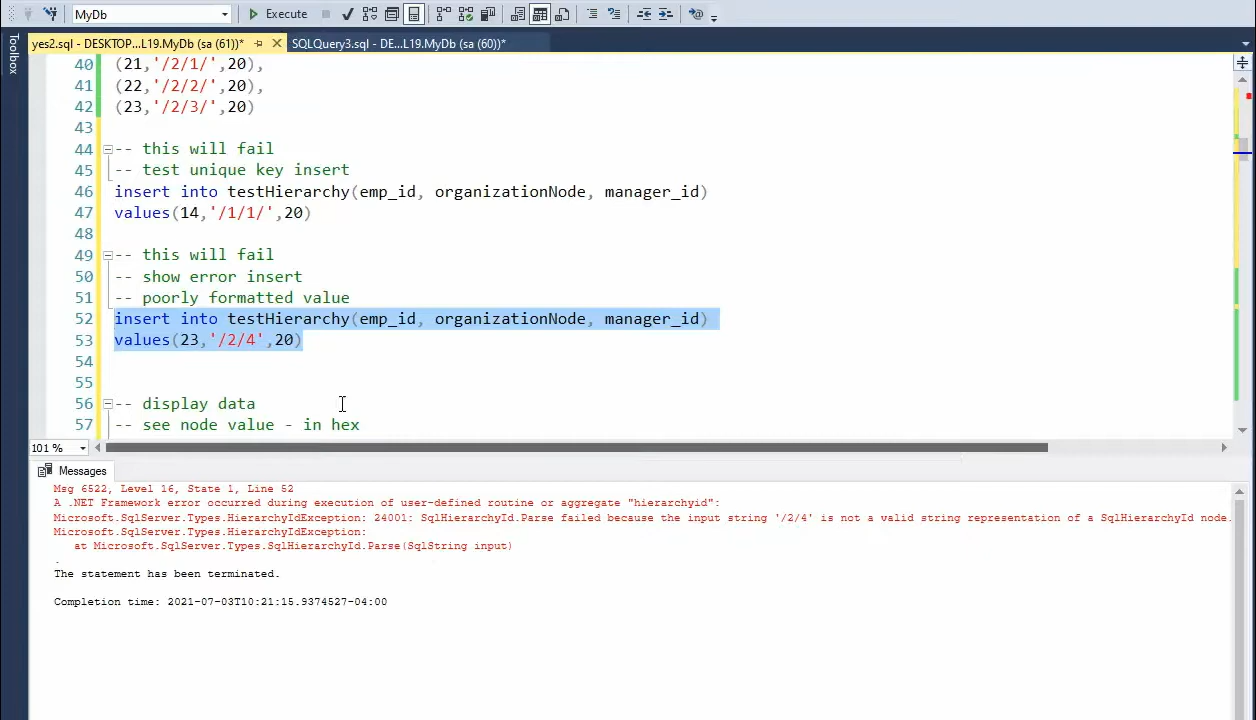 MyDb
Execute
Toolbox
yes2.sql - DESKTOP...L19.MyDb (sa (61))*
SQLQuery3.sql - DE...L19.MyDb (sa (60))*
40 (21,'/2/1/',20),
41 (22,'/2/2/',20),
42 (23,'/2/3/',20)
43
44 -- this will fail
45 -- test unique key insert
46 insert into testHierarchy(emp_id, organizationNode, manager_id)
47 values(14,'/1/1/',20)
48
49 -- this will fail
50 -- show error insert
51 -- poorly formatted value
52 insert into testHierarchy(emp_id, organizationNode, manager_id)
53 values(23,'/2/4',20)
54
55
56 -- display data
57 -- see node value - in hex
101 %
Messages
Msg 6522, Level 16, State 1, Line 52
A .NET Framework error occurred during execution of user-defined routine or aggregate "hierarchyid":
Microsoft.SqlServer.Types.HierarchyIdException: 24001: SqlHierarchyId.Parse failed because the input string '/2/4' is not a valid string representation of a SqlHierarchyId node.
Microsoft.SqlServer.Types.HierarchyIdException:
at Microsoft.SqlServer.Types.SqlHierarchyId.Parse(SqlString input)
.
The statement has been terminated.
Completion time: 2021-07-03T10:21:15.9374527-04:00